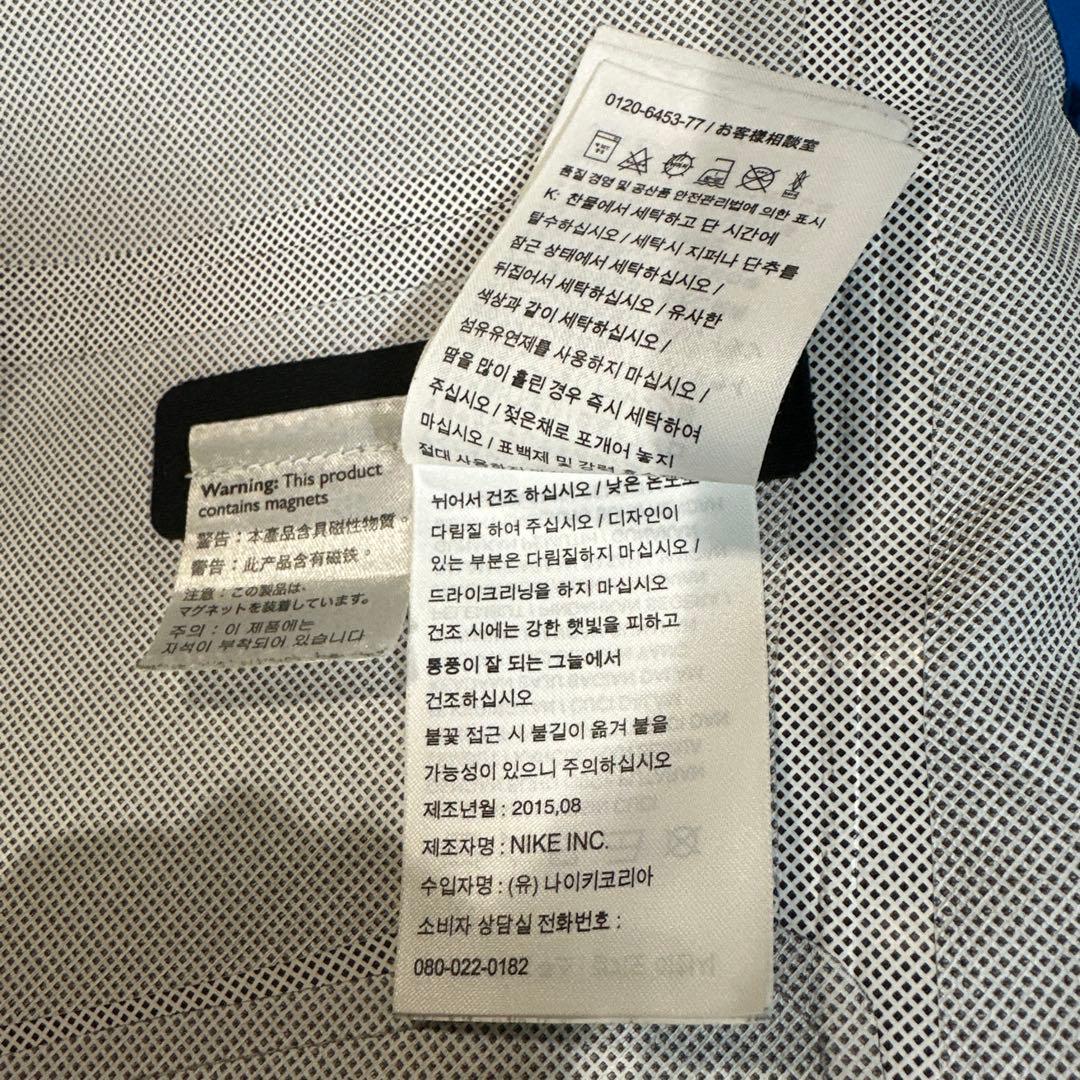 0120-6453-77 / お客様相談室
품질 경영 및 공산품 안전관리법에 의한 표시
K: 찬물에서 세탁하고 단 시간에
탈수하십시오 / 세탁시 지퍼나 단추를
잠근 상태에서 세탁하십시오 /
뒤집어서 세탁하십시오 / 유사한
색상과 같이 세탁하십시오 /
섬유유연제를 사용하지 마십시오 /
땀을 많이 흘린 경우 즉시 세탁하여
주십시오 / 젖은채로 포개어 놓지
마십시오 / 표백제 및
절대
뉘어서 건조 하십시오 / 낮은
다림질 하여 주십시오 / 디자인이
있는 부분은 다림질하지 마십시오 /
드라이크리닝을 하지 마십시오
건조 시에는 강한 햇빛을 피하고
통풍이 잘 되는 그늘에서
건조하십시오
불꽃 접근 시 불길이 옮겨 붙을
가능성이 있으니 주의하십시오
제조년월 : 2015,08
제조자명 : NIKE INC.
수입자명 : (유) 나이키코리아
소비자 상담실 전화번호 :
080-022-0182
Warning: This product
contains magnets
警告：本產品含具磁性物質。
警告：此产品含有磁铁。
注意：この製品は、
マグネットを装着しています。
주의 : 이 제품에는
자석이 부착되어 있습니다